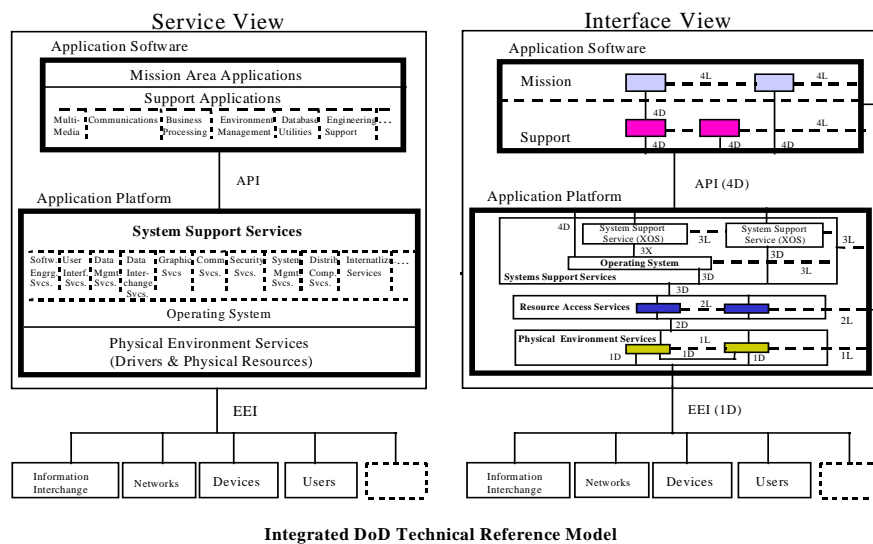 Service View
Application Software
Mission Area Applications
Support Applications
Multi-
Media
Communications
Business
Processing
Environment
Management
Database
Utilities
Engineering
Support
...
API
Application Platform
System Support Services
Softw.
Engrg
Svcs.
User
Interf.
Svcs.
Data
Mgmt
Svcs.
Data
Inter-
change
Svcs.
Graphic
Svcs
Comm.
Svcs.
Security
Svcs.
System
Mgmt
Svcs.
Distrib
Comp.
Svcs.
Internaliz
Services
....
Operating System
Physical Environment Services
(Drivers & Physical Resources)
EEI
Information
Interchange
Networks
Devices
Users
Interface View
Application Software
Mission
4L
4L
4D
Support
4L
4D
4D
4D
API (4D)
Application Platform
4D
System Support
Service (XOS)
3L
System Support
Service (XOS)
3L
3X
3D
Operating System
3L
Systems Support Services
3D
3D
Resource Access Services
2L
2L
2D
Physical Environment Services
1L
1L
1D
1D
1D
EEI (1D)
Information
Interchange
Networks
Devices
Users
Integrated DoD Technical Reference Model